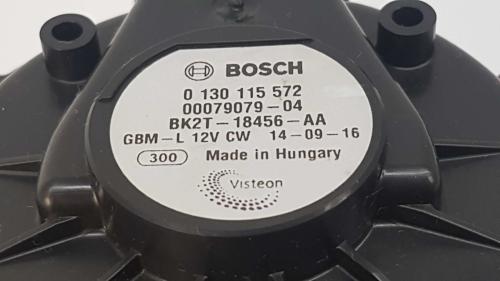 BOSCH
0 130 115 572
00079079-04
BK2T-18456-AA
GBM-L 12V CW 14-09-16
300 Made in Hungary
Visteon